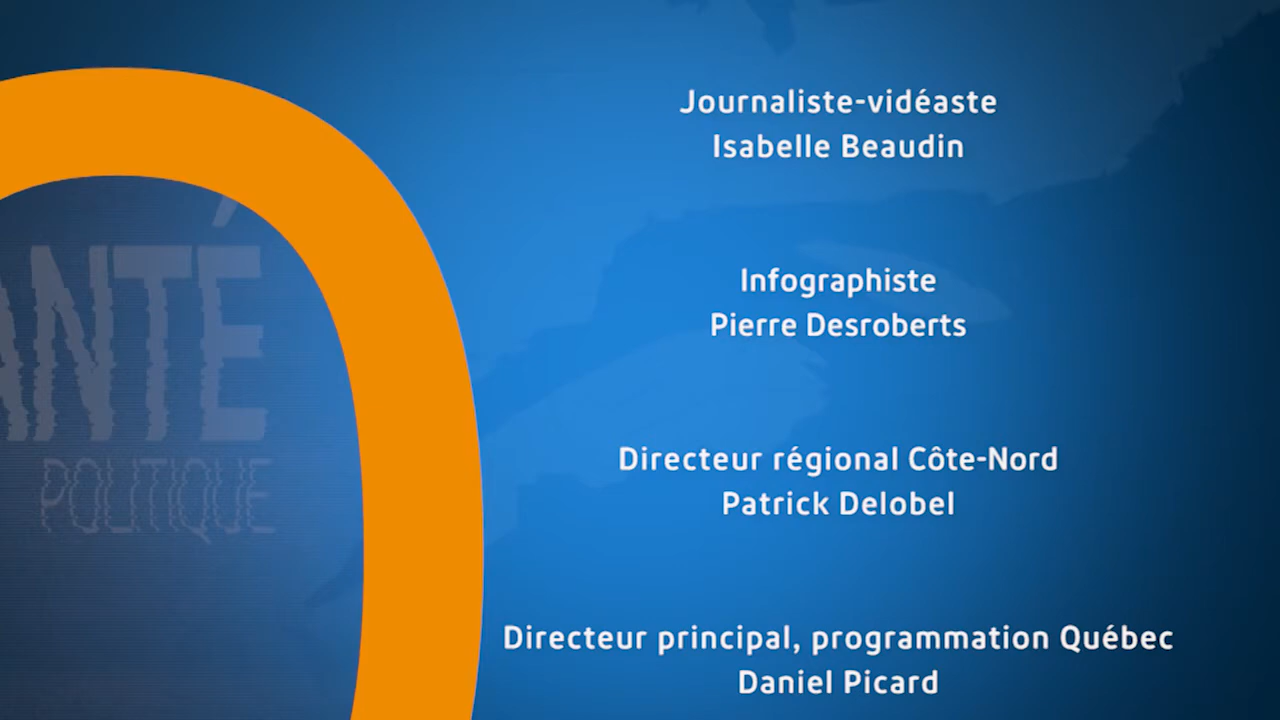 Journaliste-vidéaste
Isabelle Beaudin
Infographiste
Pierre Desroberts
Directeur régional Côte-Nord
Patrick Delobel
Directeur principal, programmation Québec
Daniel Picard
POLITIQUE